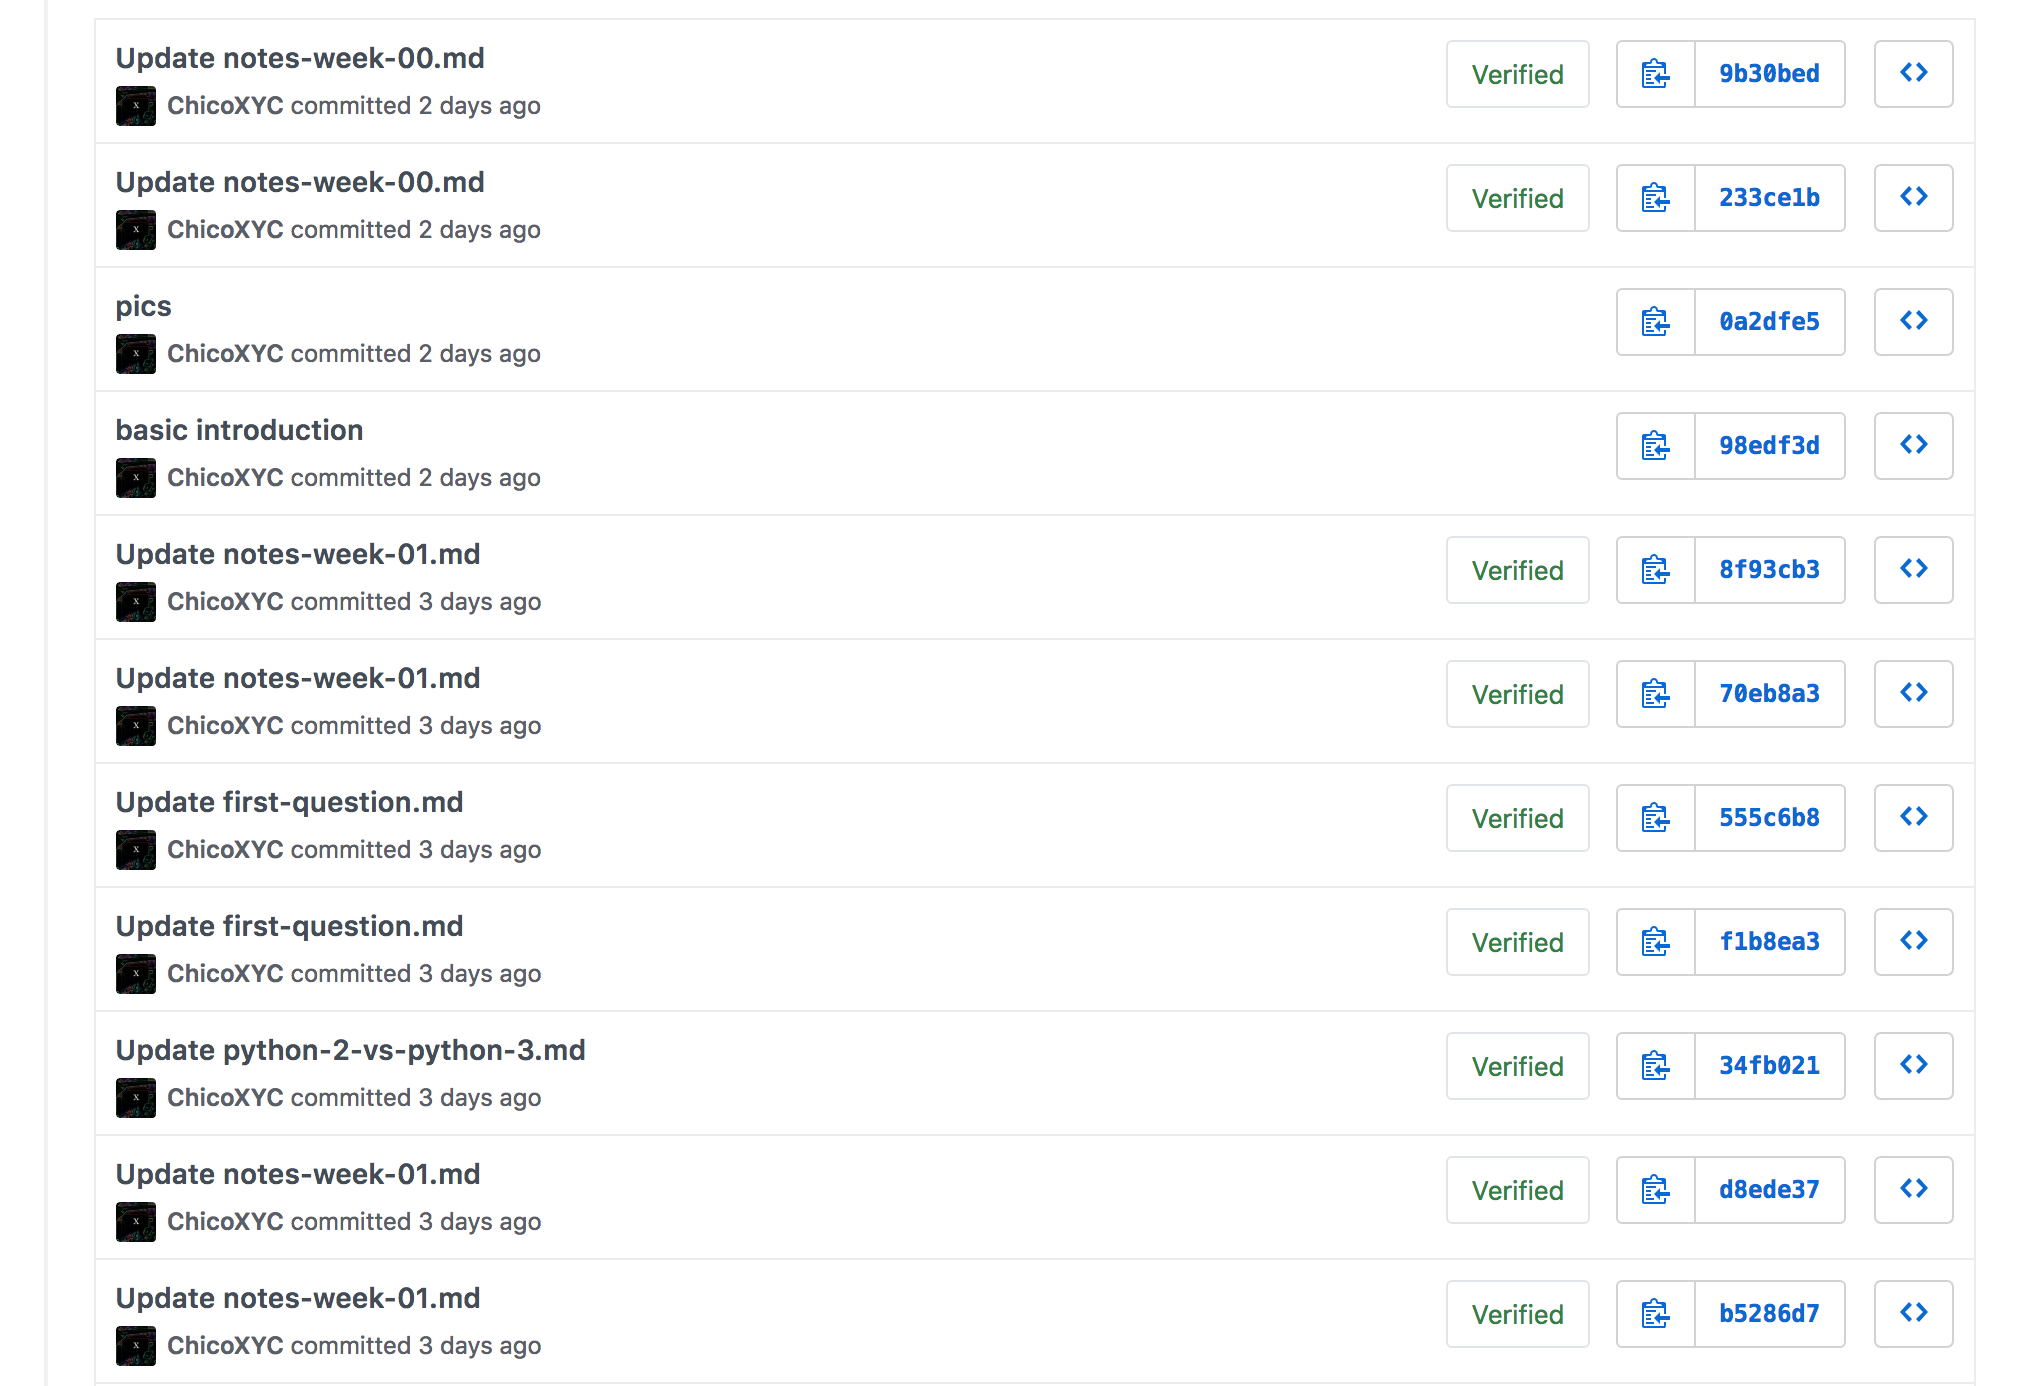 Update notes-week-00.md
Verified 9b30bed
ChicoXYC committed 2 days ago
Update notes-week-00.md
Verified 233ce1b
ChicoXYC committed 2 days ago
pics
0a2dfe5
ChicoXYC committed 2 days ago
basic introduction
98edf3d
ChicoXYC committed 2 days ago
Update notes-week-01.md
Verified 8f93cb3
ChicoXYC committed 3 days ago
Update notes-week-01.md
Verified 70eb8a3
ChicoXYC committed 3 days ago
Update first-question.md
Verified 555c6b8
ChicoXYC committed 3 days ago
Update first-question.md
Verified f1b8ea3
ChicoXYC committed 3 days ago
Update python-2-vs-python-3.md
Verified 34fb021
ChicoXYC committed 3 days ago
Update notes-week-01.md
Verified d8ede37
ChicoXYC committed 3 days ago
Update notes-week-01.md
Verified b5286d7
ChicoXYC committed 3 days ago